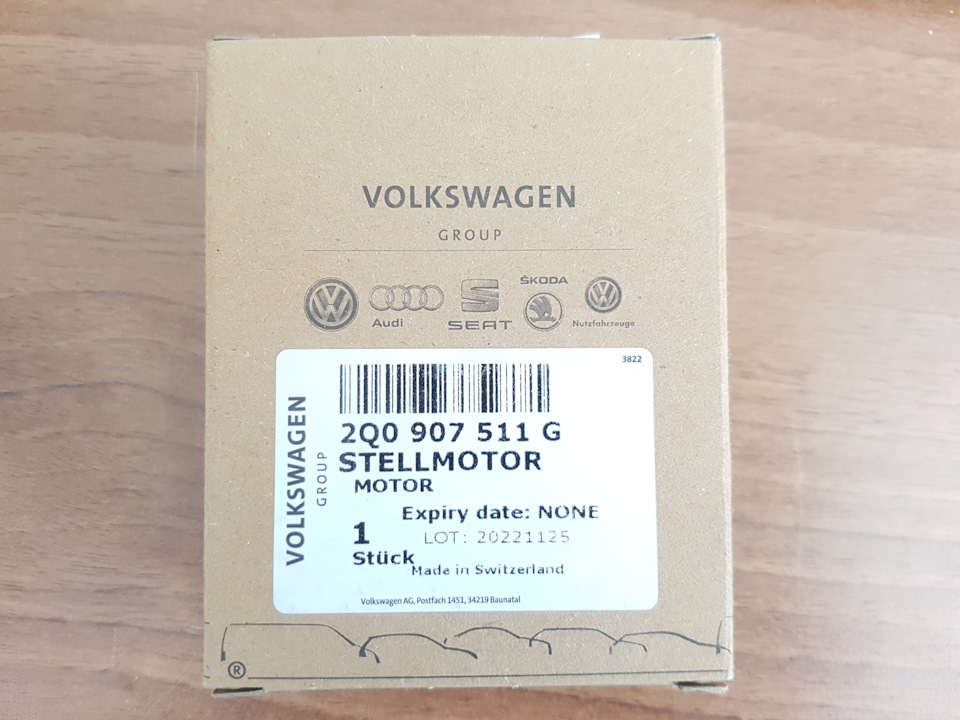 VOLKSWAGEN
GROUP
Audi
SEAT
ŠKODA
Nutzfahrzeuge
3822
VOLKSWAGEN
GROUP
2Q0 907 511 G
STELLMOTOR
MOTOR
Expiry date: NONE
1
LOT: 20221125
Stück
Made in Switzerland
Volkswagen AG, Postfach 1451, 34219 Baunatal
®